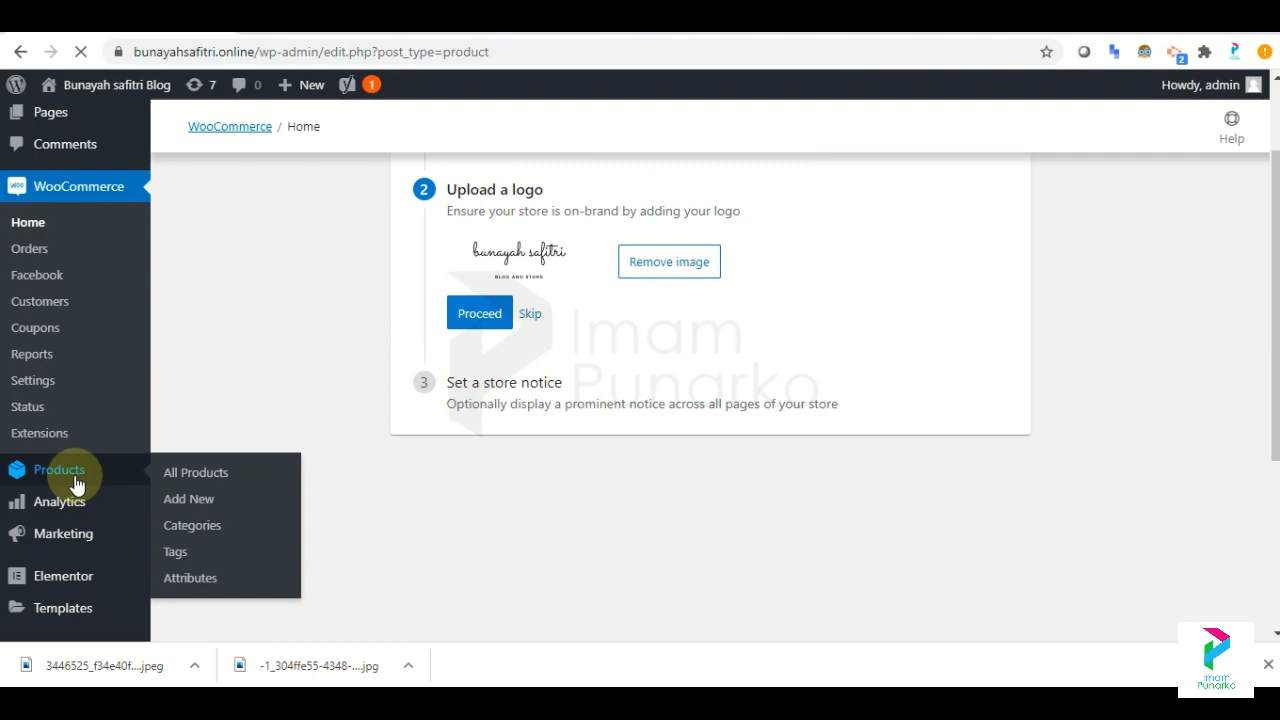 bunayahsafitri.online/wp-admin/edit.php?post_type=product
2
Bunayah safitri Blog 7 0 New 1 Howdy, admin
Pages
Comments
WooCommerce
Home
Orders
Facebook
Customers
Coupons
Reports
Settings
Status
Extensions
Products
Analytics
Marketing
Elementor
Templates
All Products
Add New
Categories
Tags
Attributes
WooCommerce / Home
Help
2 Upload a logo
Ensure your store is on-brand by adding your logo
bunayah safitri
BLOG AND STORE
Remove image
Proceed Skip
3 Set a store notice
Optionally display a prominent notice across all pages of your store
Imam
Punarko
3446525_f34e40f....jpeg
-1_304ffe55-4348-....jpg
Imam
Punarko